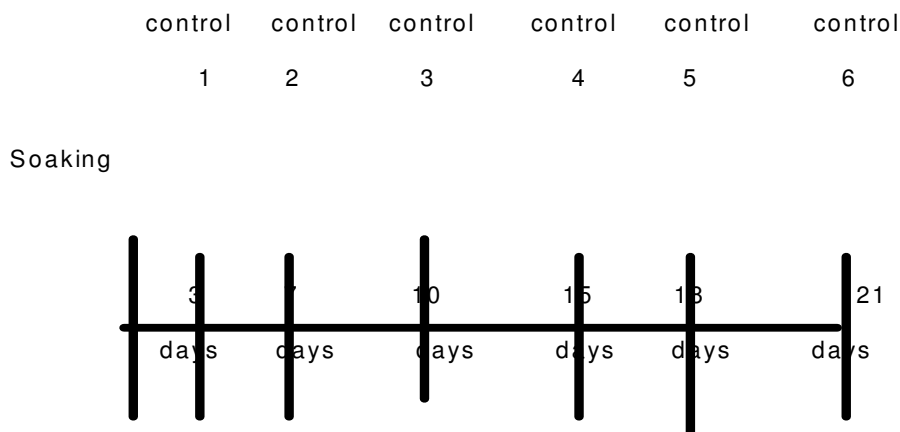 control control control control control control
1 2 3 4 5 6
Soaking
3 7 10 15 18 21
days days days days days days